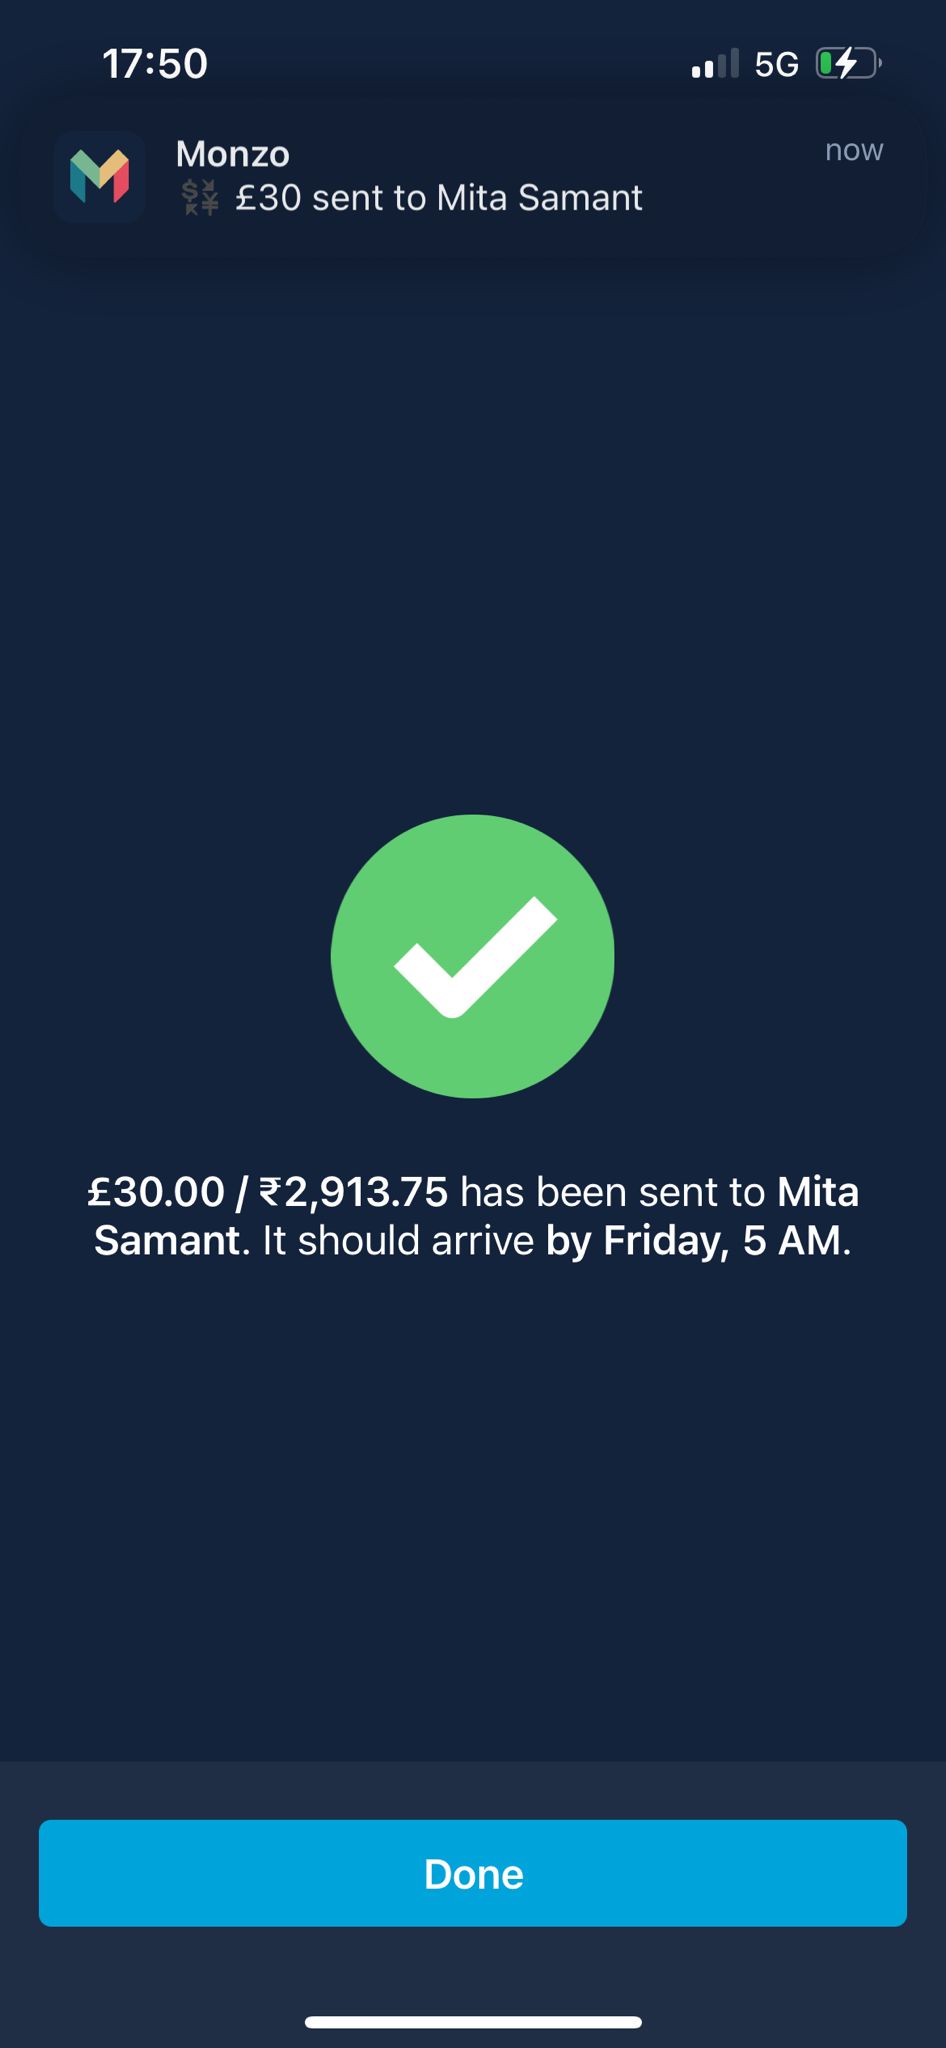 17:50
5G
Monzo
now
💱 £30 sent to Mita Samant
£30.00 / ₹2,913.75 has been sent to Mita
Samant. It should arrive by Friday, 5 AM.
Done